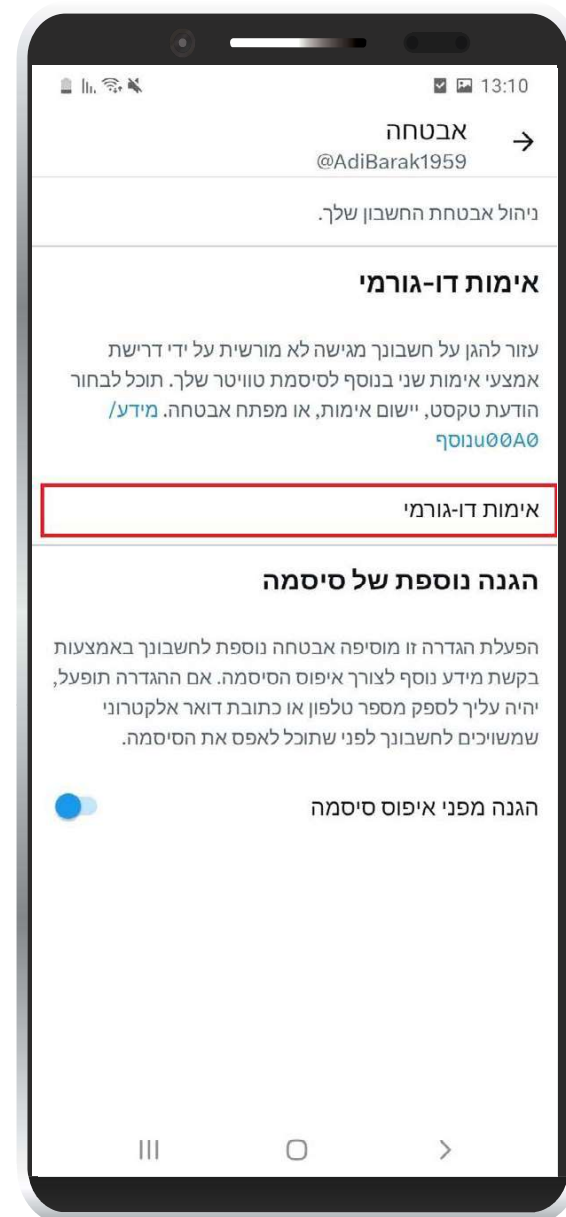 13:10
אבטחה
@AdiBarak1959
ניהול אבטחת החשבון שלך.
אימות דו-גורמי
עזור להגן על חשבונך מגישה לא מורשית על ידי דרישת
אמצעי אימות שני בנוסף לסיסמת טוויטר שלך. תוכל לבחור
הודעת טקסט, יישום אימות, או מפתח אבטחה. מידע/
u00A0נוסף
אימות דו-גורמי
הגנה נוספת של סיסמה
הפעלת הגדרה זו מוסיפה אבטחה נוספת לחשבונך באמצעות
בקשת מידע נוסף לצורך איפוס הסיסמה. אם ההגדרה תופעל,
יהיה עליך לספק מספר טלפון או כתובת דואר אלקטרוני
שמשויכים לחשבונך לפני שתוכל לאפס את הסיסמה.
הגנה מפני איפוס סיסמה